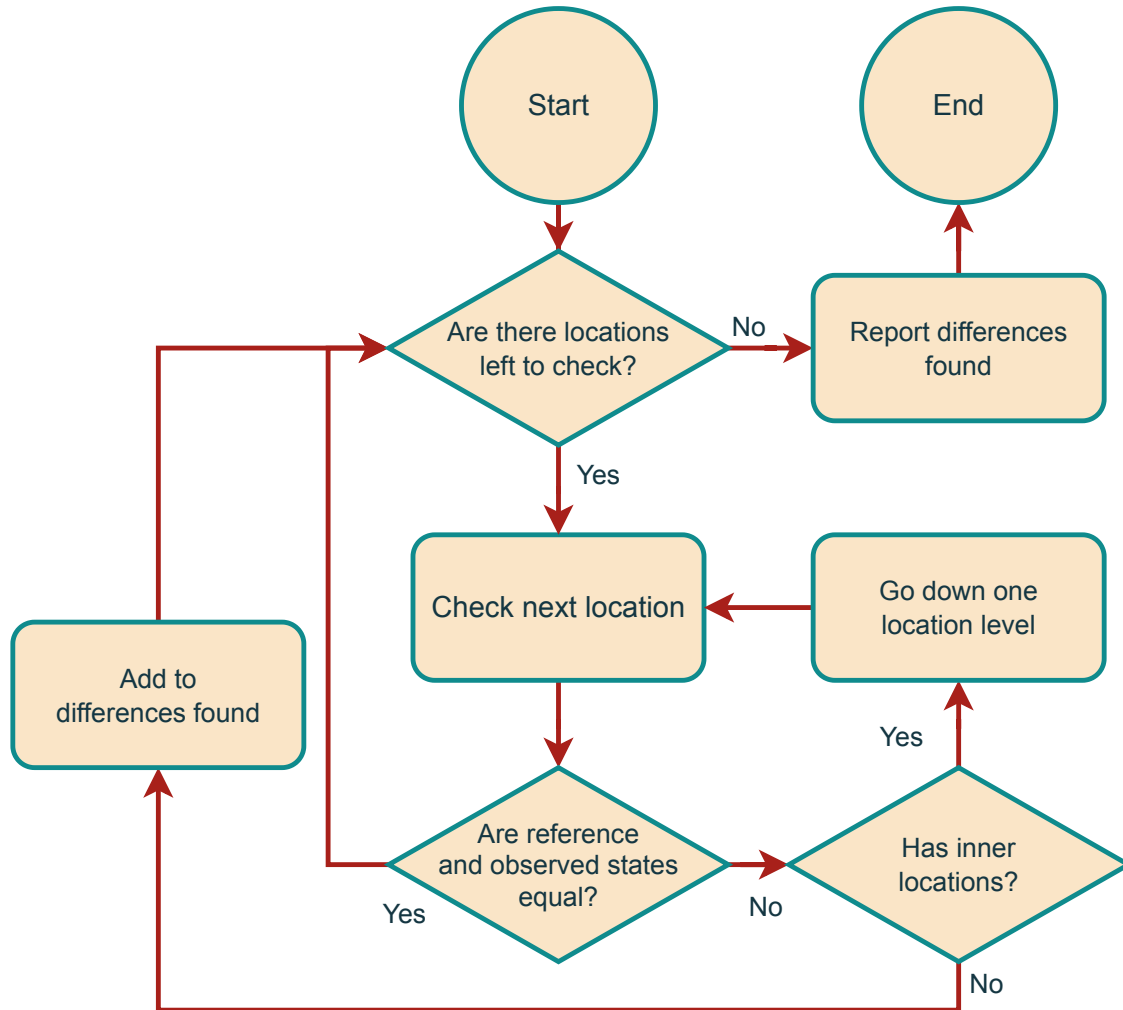 Start
End
Are there locations
left to check?
No
Report differences
found
Yes
Check next location
Go down one
location level
Add to
differences found
Yes
Are reference
and observed states
equal?
Has inner
locations?
Yes
No
No